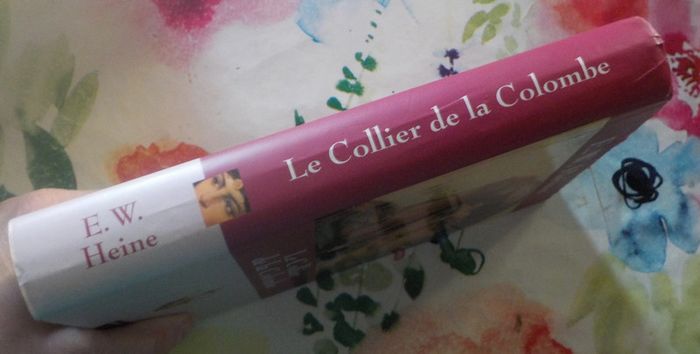 E. W.
Heine
Le Collier de la Colombe